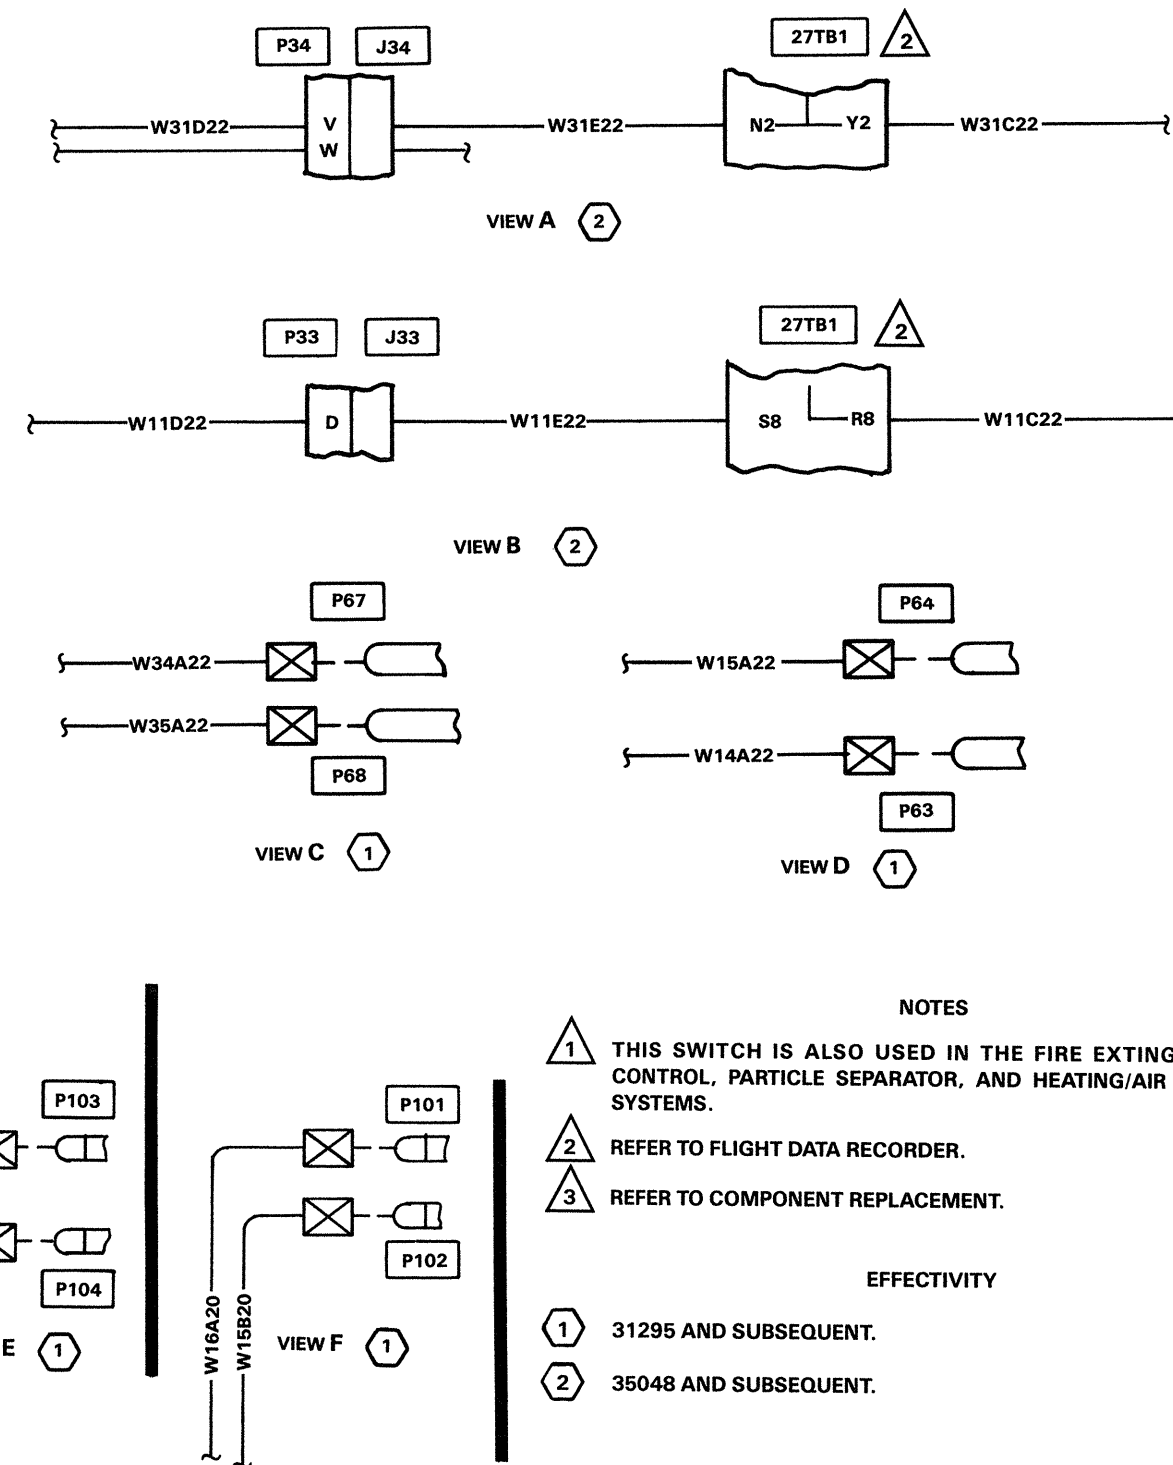 P34 J34 27TB1 2
W31D22 V W31E22 N2 Y2 W31C22
W
VIEW A 2
P33 J33 27TB1 2
W11D22 D W11E22 S8 R8 W11C22
VIEW B 2
P67 P64
W34A22 W15A22
W35A22 W14A22
P68 P63
VIEW C 1
VIEW D 1
P103
P104
E 1
P101
P102
W16A20
W15B20
VIEW F 1
NOTES
1 THIS SWITCH IS ALSO USED IN THE FIRE EXTING
CONTROL, PARTICLE SEPARATOR, AND HEATING/AIR
SYSTEMS.
2 REFER TO FLIGHT DATA RECORDER.
3 REFER TO COMPONENT REPLACEMENT.
EFFECTIVITY
1 31295 AND SUBSEQUENT.
2 35048 AND SUBSEQUENT.